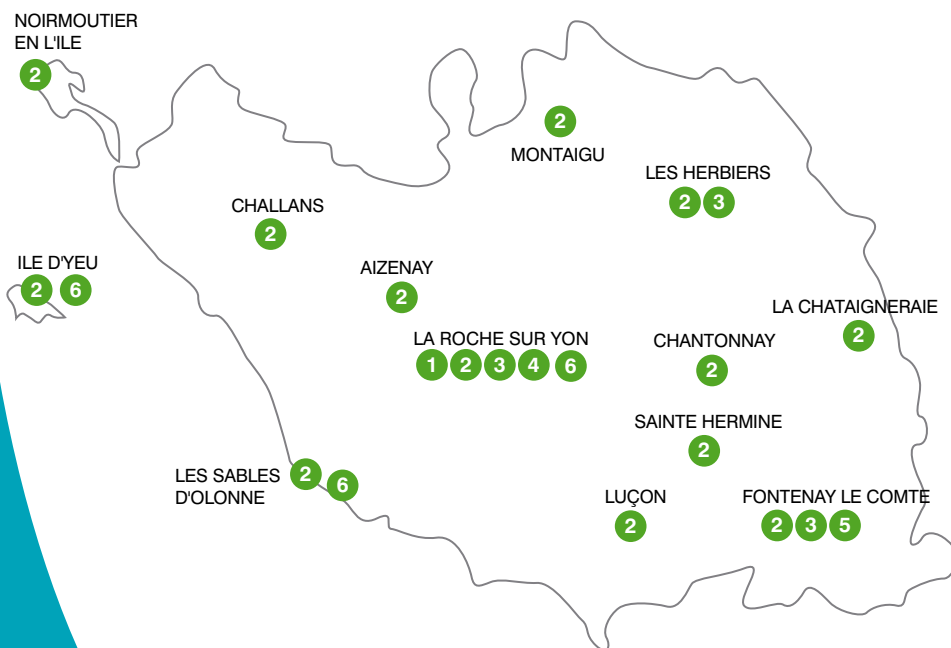 NOIRMOUTIER
EN L'ILE
2
2
MONTAIGU
LES HERBIERS
2 3
CHALLANS
2
ILE D'YEU
2 6
AIZENAY
2
LA CHATAIGNERAIE
2
LA ROCHE SUR YON
1 2 3 4 6
CHANTONNAY
2
SAINTE HERMINE
2
LES SABLES
D'OLONNE
2 6
LUÇON
2
FONTENAY LE COMTE
2 3 5